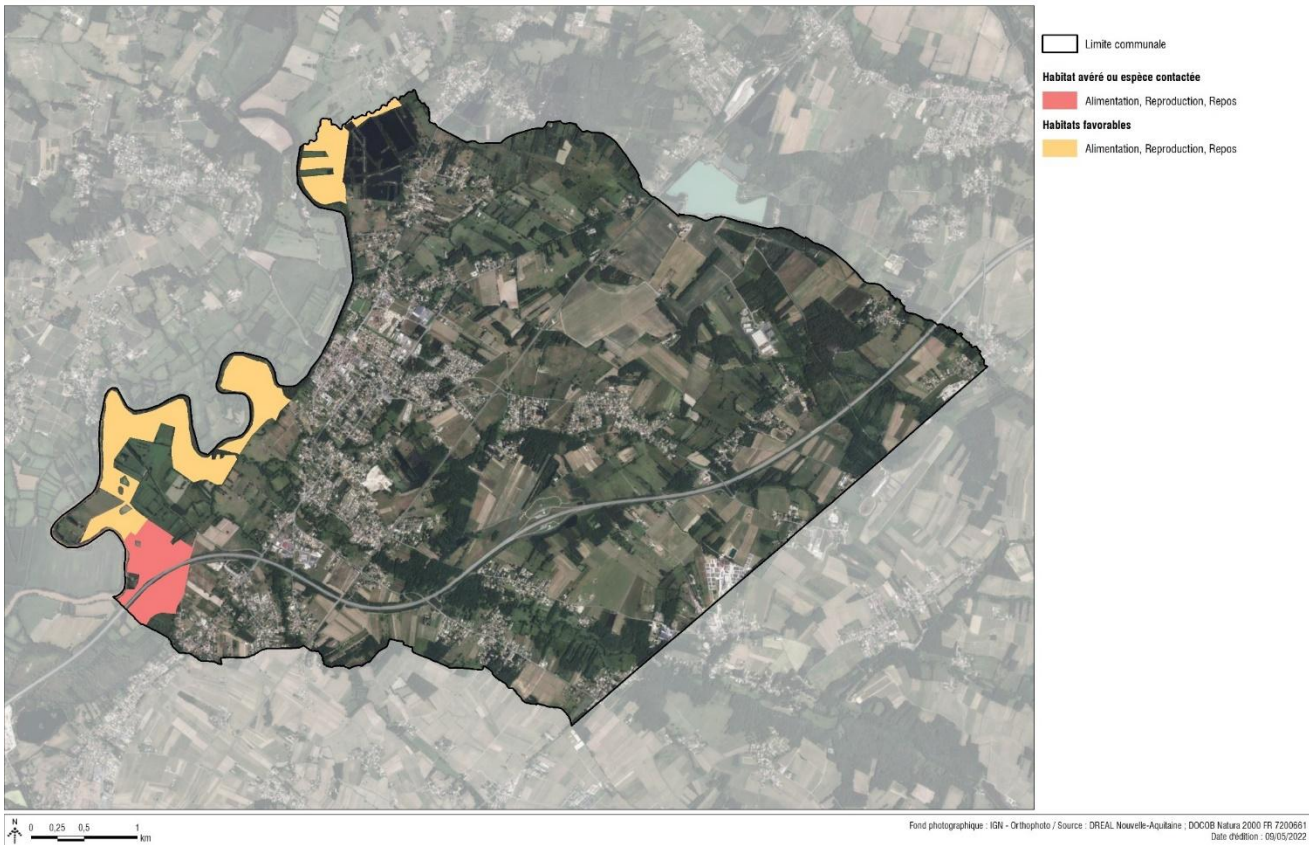 Limite communale
Habitat avéré ou espèce contactée
Alimentation, Reproduction, Repos
Habitats favorables
Alimentation, Reproduction, Repos
N
0 0,25 0,5 1
km
Fond photographique : IGN - Orthophoto / Source : DREAL Nouvelle-Aquitaine ; DOCOB Natura 2000 FR 7200661
Date d'édition : 09/05/2022